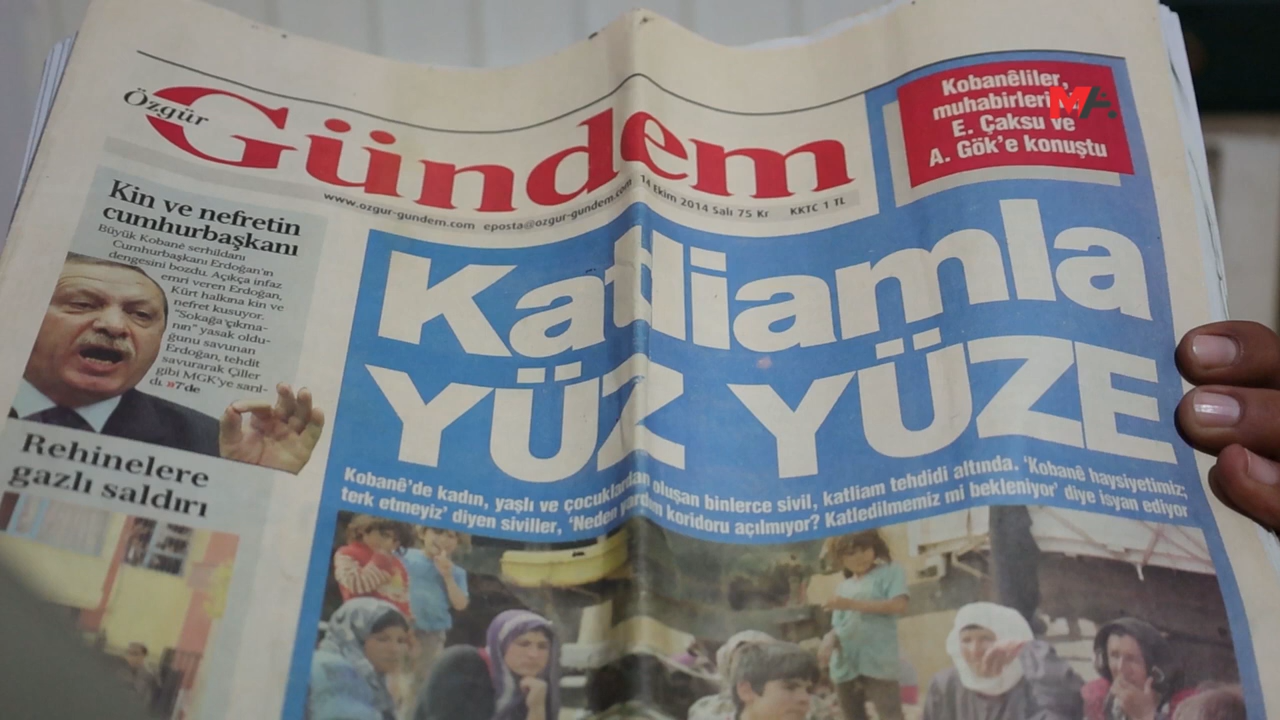 Özgür
Gündem
www.ozgur-gundem.com eposta@ozgur-gundem.com 14 Ekim 2014 Salı 75 Kr KKTC 1 TL
Kobanêliler,
muhabirleri
E. Çaksu ve
A. Gök'e konuştu
MA
Kin ve nefretin
cumhurbaşkanı
Büyük Kobanê serhildanı
Cumhurbaşkanı Erdoğan'ın
dengesini bozdu. Açıkça infaz
emri veren Erdoğan,
Kürt halkına kin ve
nefret kusuyor.
"Sokağa çıkma-
nın" yasak oldu-
ğunu savunan
Erdoğan, tehdit
savurarak Çiller
gibi MGK'ye sarıl-
dı. »7'de
Rehinelere
gazlı saldırı
Katliamla
YÜZ YÜZE
Kobanê'de kadın, yaşlı ve çocuklardan oluşan binlerce sivil, katliam tehdidi altında. 'Kobanê haysiyetimiz;
terk etmeyiz' diyen siviller, 'Neden yardım koridoru açılmıyor? Katledilmemiz mi bekleniyor' diye isyan ediyor